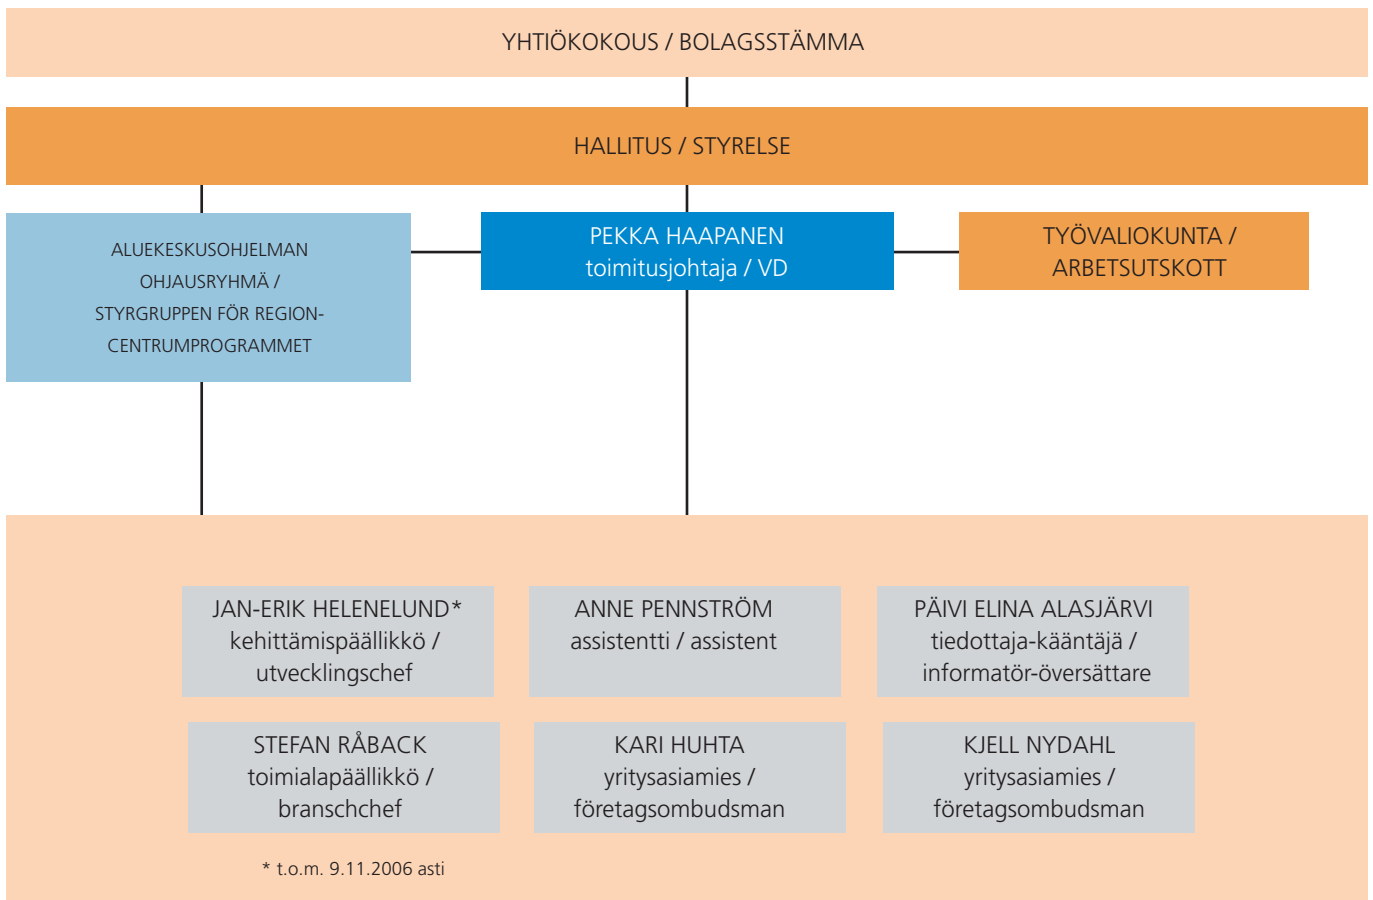 YHTIÖKOKOUS / BOLAGSSTÄMMA
HALLITUS / STYRELSE
ALUEKESKUSOHJELMAN
OHJAUSRYHMÄ /
STYRGRUPPEN FÖR REGION-
CENTRUMPROGRAMMET
PEKKA HAAPANEN
toimitusjohtaja / VD
TYÖVALIOKUNTA /
ARBETSUTSKOTT
JAN-ERIK HELENELUND*
kehittämispäällikkö /
utvecklingschef
ANNE PENNSTRÖM
assistentti / assistent
PÄIVI ELINA ALASJÄRVI
tiedottaja-kääntäjä /
informatör-översättare
STEFAN RÅBACK
toimialapäällikkö /
branschchef
KARI HUHTA
yritysasiamies /
företagsombudsman
KJELL NYDAHL
yritysasiamies /
företagsombudsman
* t.o.m. 9.11.2006 asti